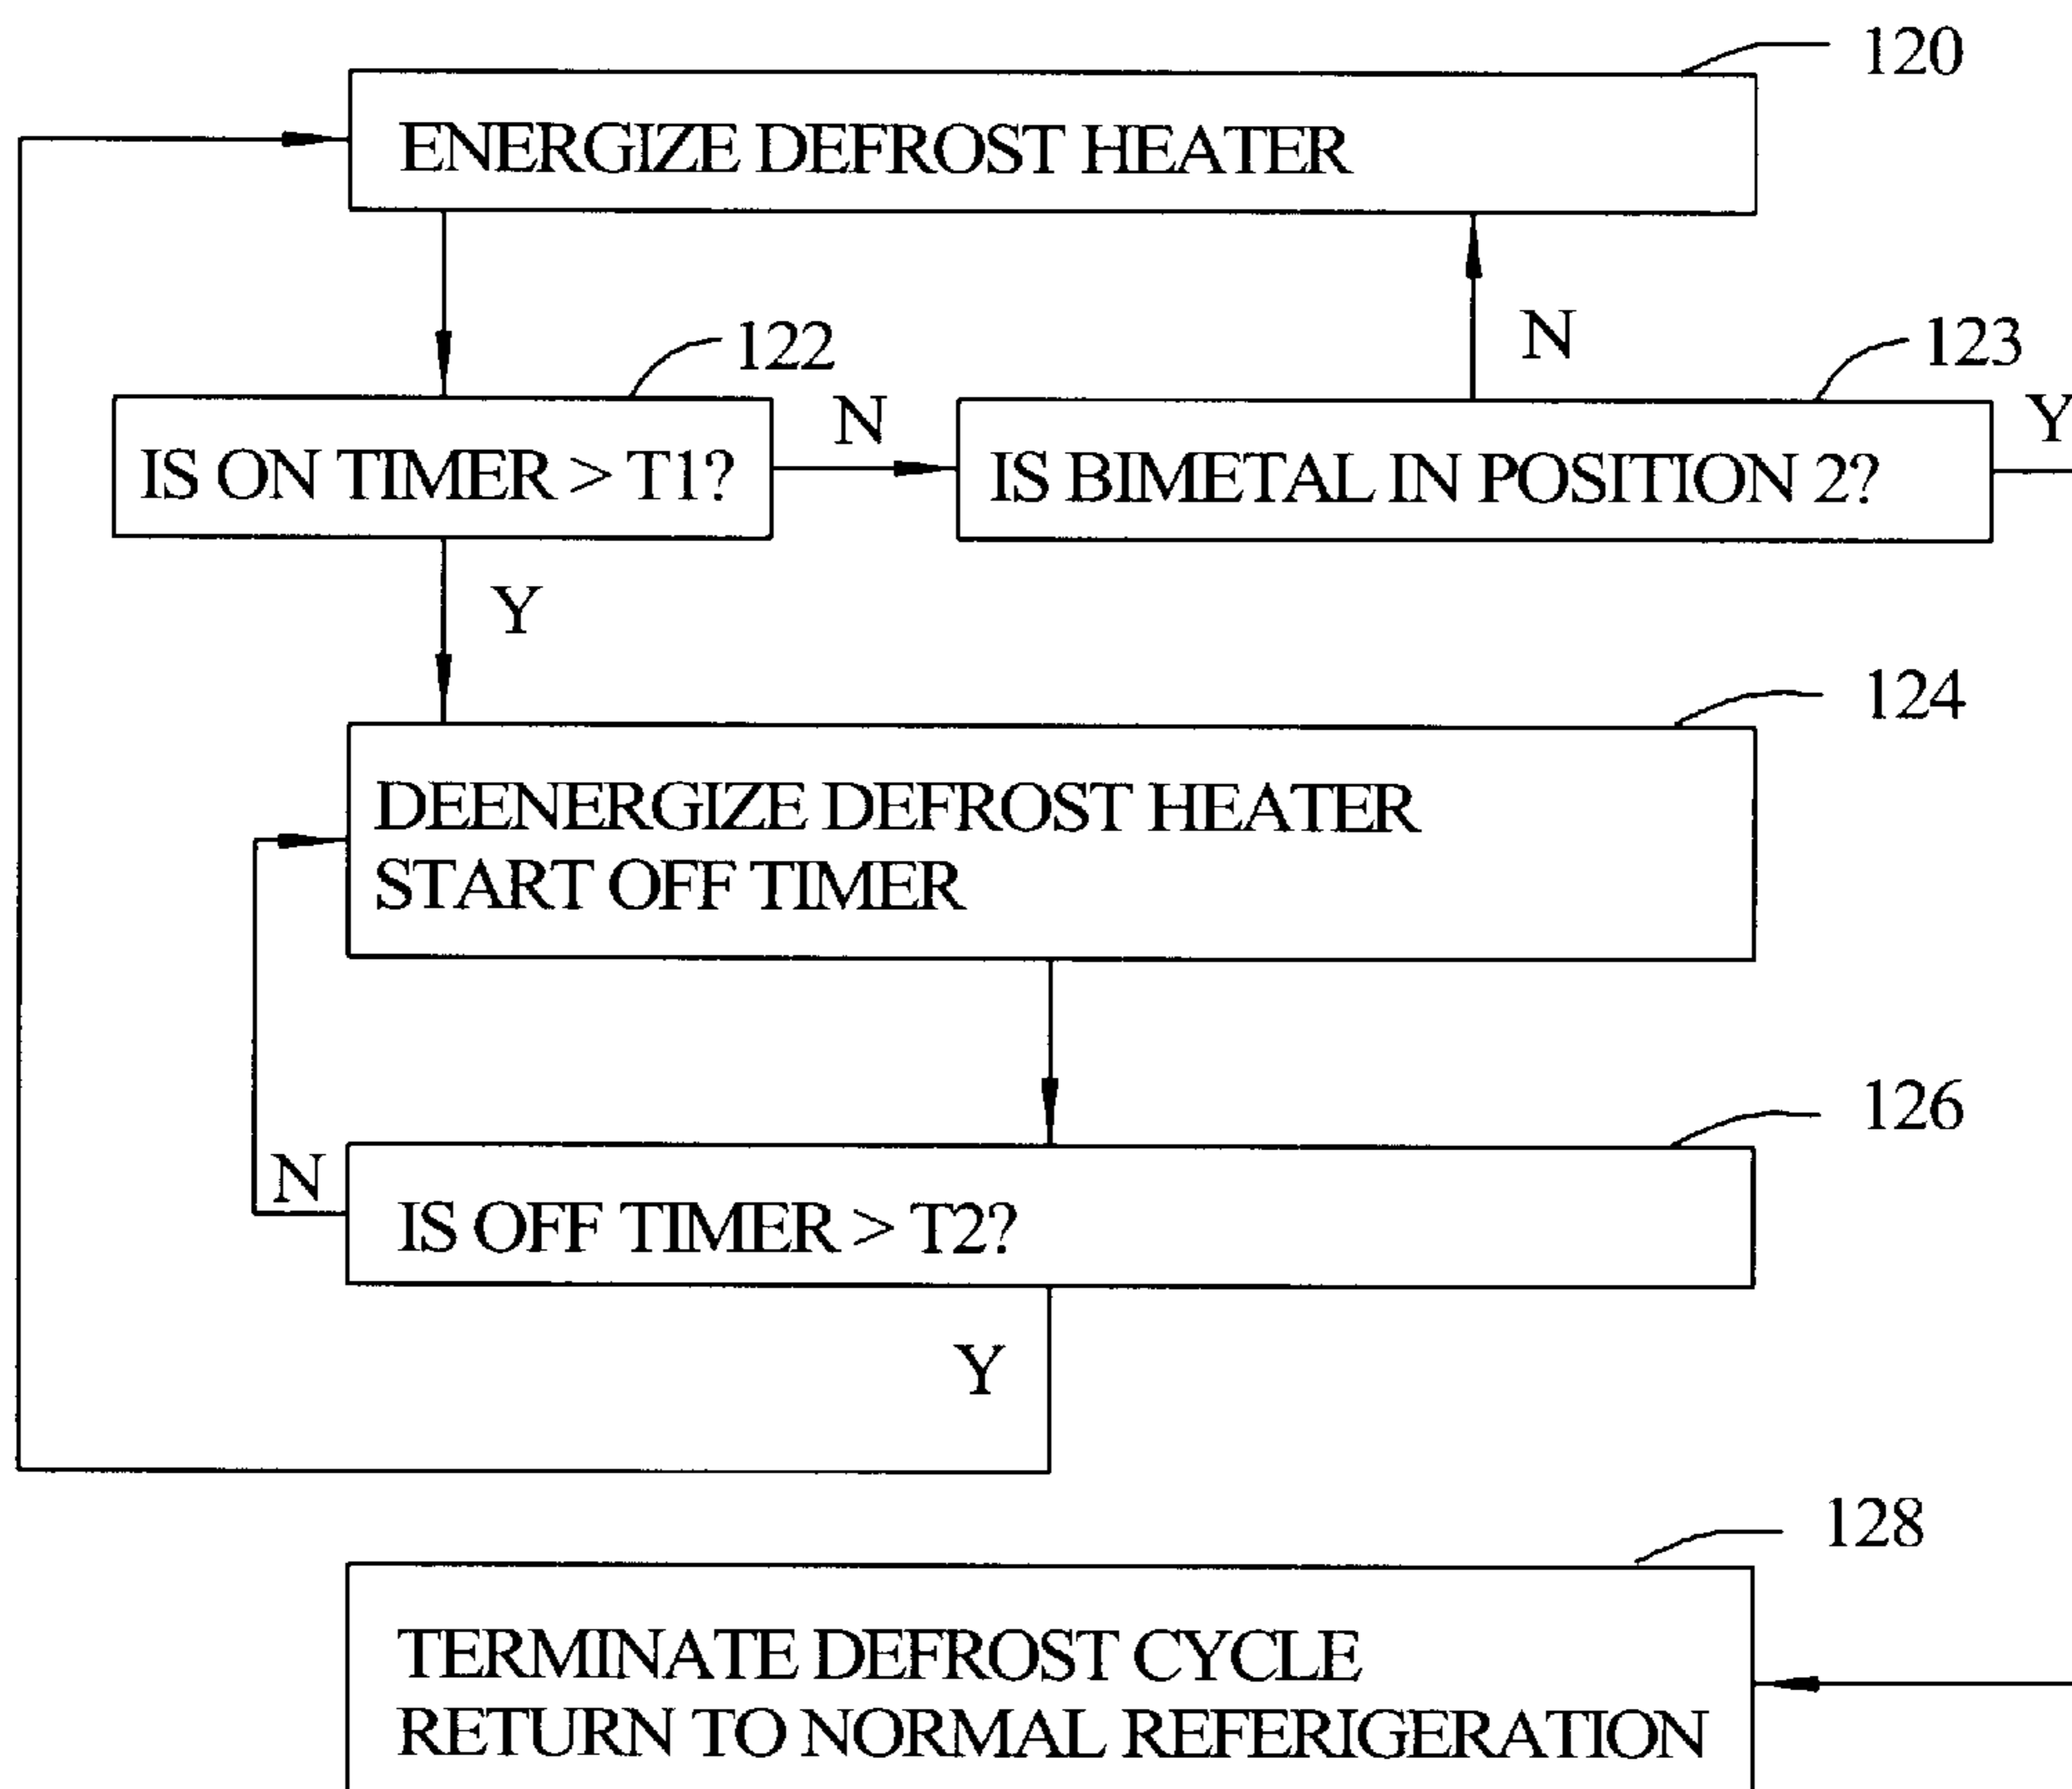 120
ENERGIZE DEFROST HEATER
N
122
123
IS ON TIMER > T1?
N
IS BIMETAL IN POSITION 2?
Y
Y
124
DEENERGIZE DEFROST HEATER
START OFF TIMER
126
N
IS OFF TIMER > T2?
Y
128
TERMINATE DEFROST CYCLE
RETURN TO NORMAL REFERIGERATION